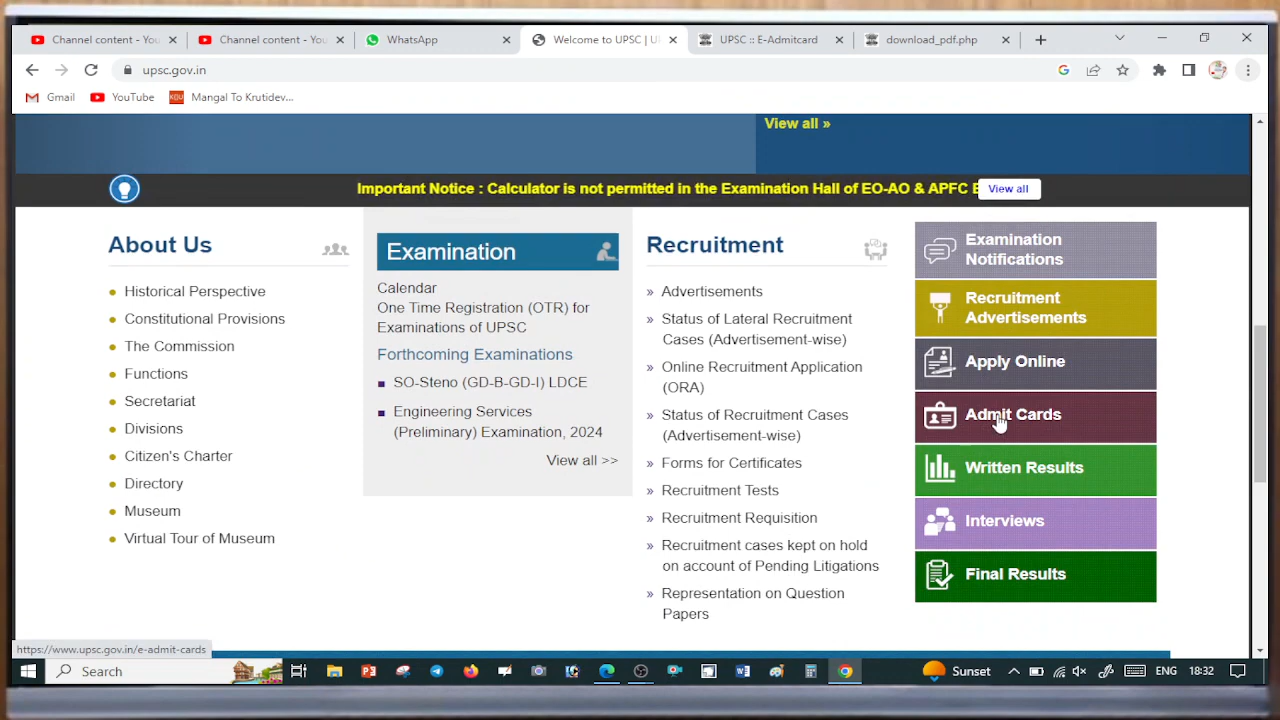 Channel content - You
Channel content - You
WhatsApp
Welcome to UPSC | U
UPSC :: E-Admitcard
download_pdf.php
upsc.gov.in
Gmail
YouTube
Mangal To Krutidev...
View all »
Important Notice : Calculator is not permitted in the Examination Hall of EO-AO & APFC E
View all
About Us
Historical Perspective
Constitutional Provisions
The Commission
Functions
Secretariat
Divisions
Citizen's Charter
Directory
Museum
Virtual Tour of Museum
Examination
Calendar
One Time Registration (OTR) for
Examinations of UPSC
Forthcoming Examinations
SO-Steno (GD-B-GD-I) LDCE
Engineering Services
(Preliminary) Examination, 2024
View all >>
Recruitment
» Advertisements
» Status of Lateral Recruitment
Cases (Advertisement-wise)
» Online Recruitment Application
(ORA)
» Status of Recruitment Cases
(Advertisement-wise)
» Forms for Certificates
» Recruitment Tests
» Recruitment Requisition
» Recruitment cases kept on hold
on account of Pending Litigations
» Representation on Question
Papers
Examination
Notifications
Recruitment
Advertisements
Apply Online
Admit Cards
Written Results
Interviews
Final Results
https://www.upsc.gov.in/e-admit-cards
Search
Sunset
ENG
18:32